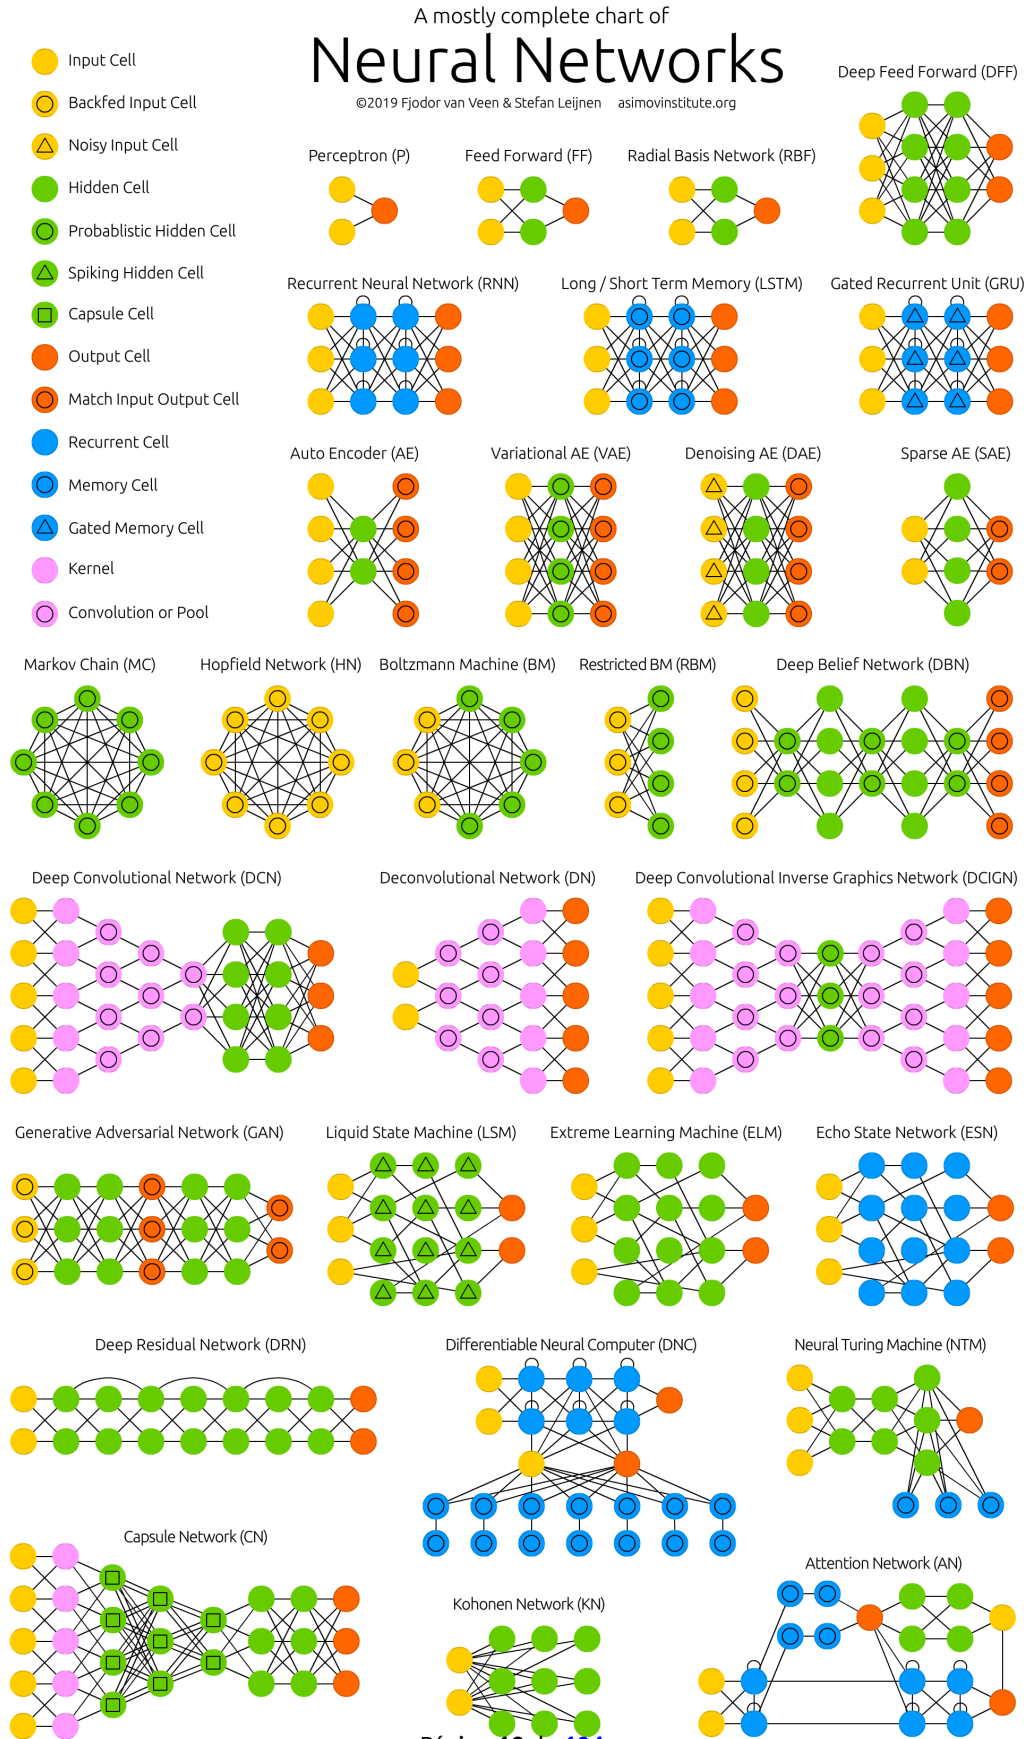 A mostly complete chart of
Neural Networks
©2019 Fjodor van Veen & Stefan Leijnen asimovinstitute.org
Input Cell
Backfed Input Cell
Noisy Input Cell
Hidden Cell
Probablistic Hidden Cell
Spiking Hidden Cell
Capsule Cell
Output Cell
Match Input Output Cell
Recurrent Cell
Memory Cell
Gated Memory Cell
Kernel
Convolution or Pool
Deep Feed Forward (DFF)
Perceptron (P)
Feed Forward (FF)
Radial Basis Network (RBF)
Recurrent Neural Network (RNN)
Long / Short Term Memory (LSTM)
Gated Recurrent Unit (GRU)
Auto Encoder (AE)
Variational AE (VAE)
Denoising AE (DAE)
Sparse AE (SAE)
Markov Chain (MC)
Hopfield Network (HN)
Boltzmann Machine (BM)
Restricted BM (RBM)
Deep Belief Network (DBN)
Deep Convolutional Network (DCN)
Deconvolutional Network (DN)
Deep Convolutional Inverse Graphics Network (DCIGN)
Generative Adversarial Network (GAN)
Liquid State Machine (LSM)
Extreme Learning Machine (ELM)
Echo State Network (ESN)
Deep Residual Network (DRN)
Differentiable Neural Computer (DNC)
Neural Turing Machine (NTM)
Capsule Network (CN)
Kohonen Network (KN)
Attention Network (AN)